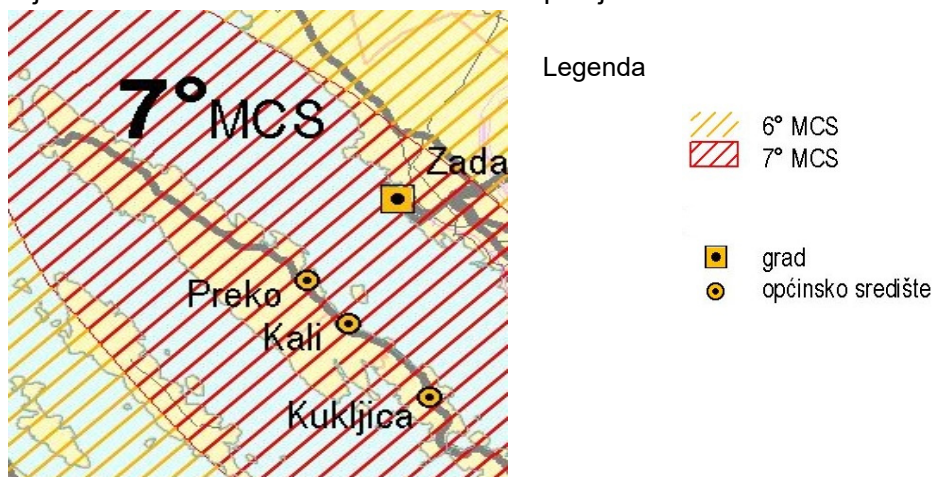 Legenda
7° MCS
Zada
Preko
Kali
Kukljica
6° MCS
7° MCS
grad
općinsko središte